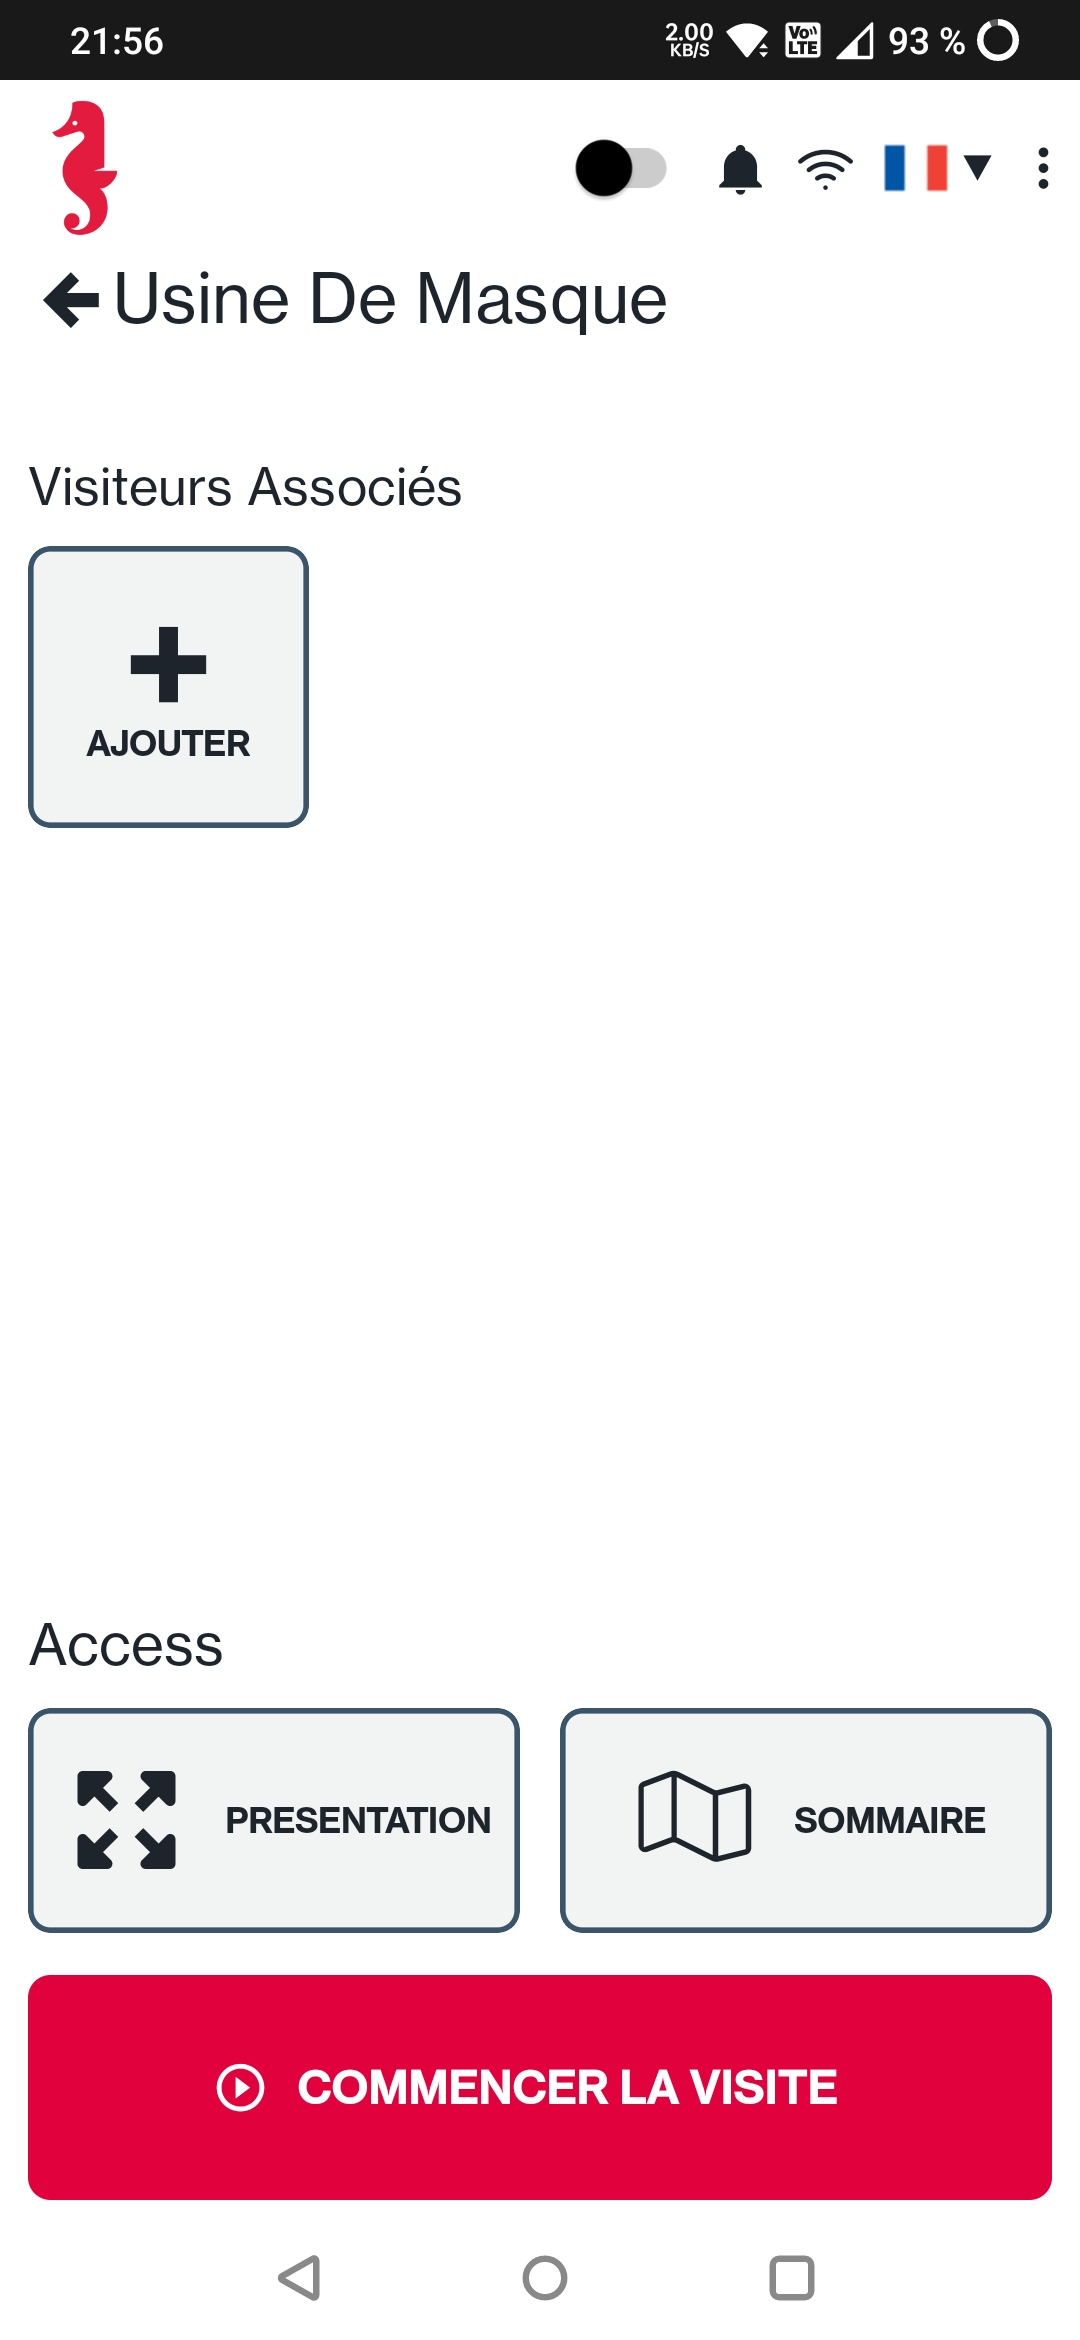 21:56
2.00
KB/S
Vo))
LTE
93 %
Usine De Masque
Visiteurs Associés
AJOUTER
Access
PRESENTATION
SOMMAIRE
COMMENCER LA VISITE